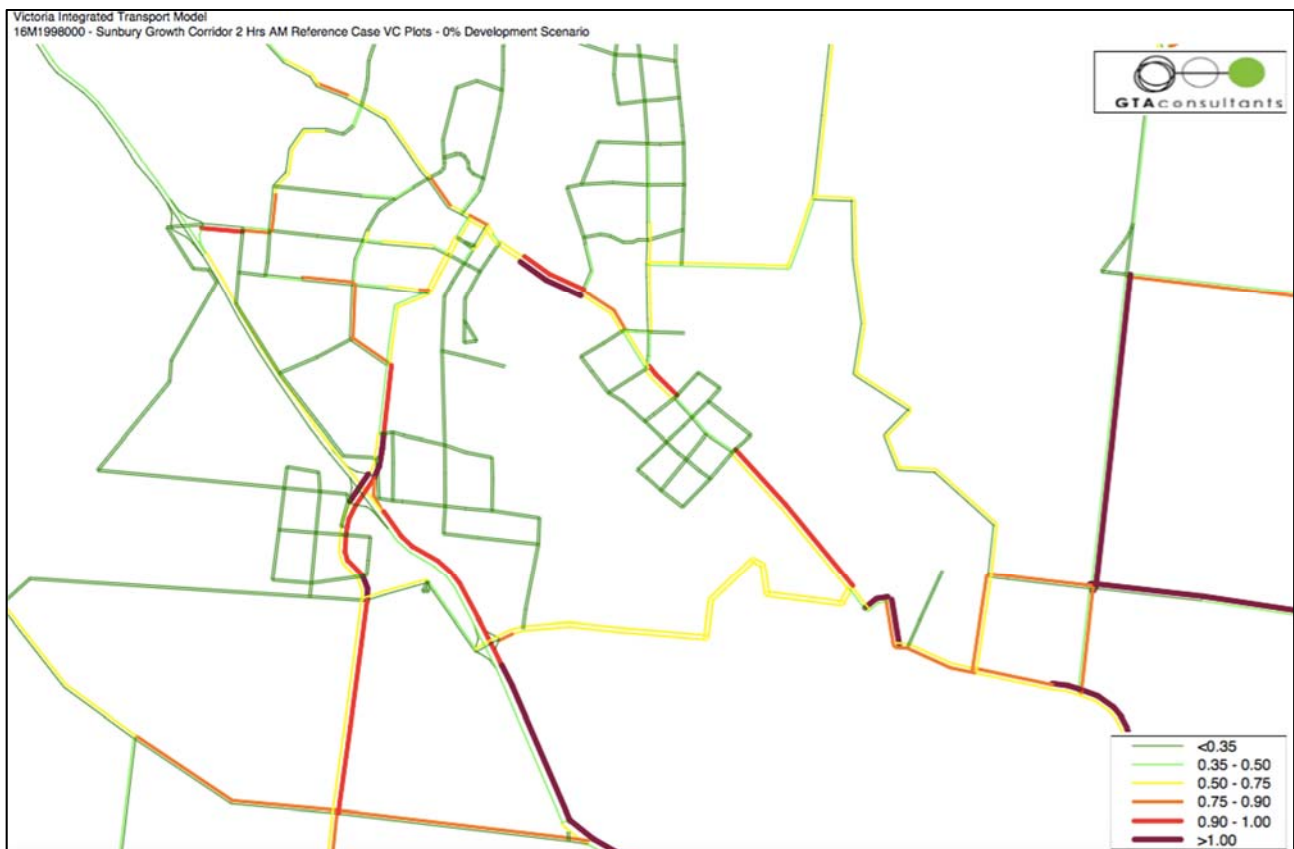 Victoria Integrated Transport Model
16M1998000 - Sunbury Growth Corridor 2 Hrs AM Reference Case VC Plots - 0% Development Scenario
GTAconsultants
<0.35
0.35 - 0.50
0.50 - 0.75
0.75 - 0.90
0.90 - 1.00
>1.00